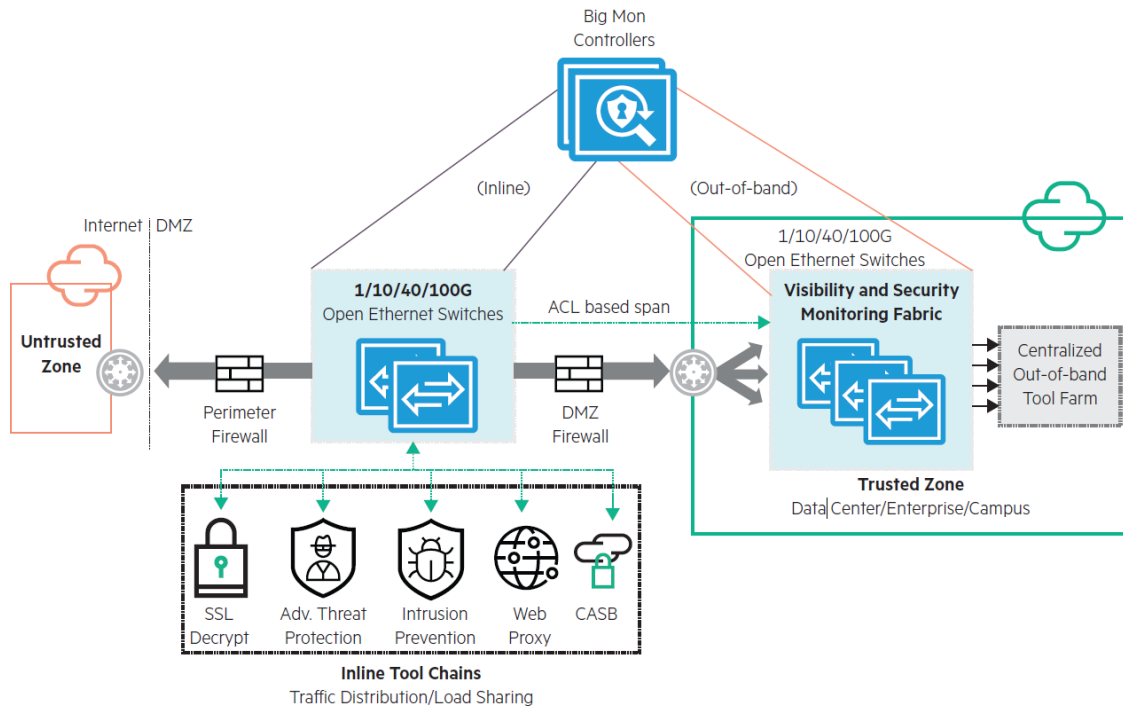 Big Mon
Controllers
(Inline)
(Out-of-band)
Internet
DMZ
1/10/40/100G
Open Ethernet Switches
Untrusted
Zone
1/10/40/100G
Open Ethernet Switches
ACL based span
Visibility and Security
Monitoring Fabric
Centralized
Out-of-band
Tool Farm
Perimeter
Firewall
DMZ
Firewall
Trusted Zone
Data Center/Enterprise/Campus
SSL
Decrypt
Adv. Threat
Protection
Intrusion
Prevention
Web
Proxy
CASB
Inline Tool Chains
Traffic Distribution/Load Sharing